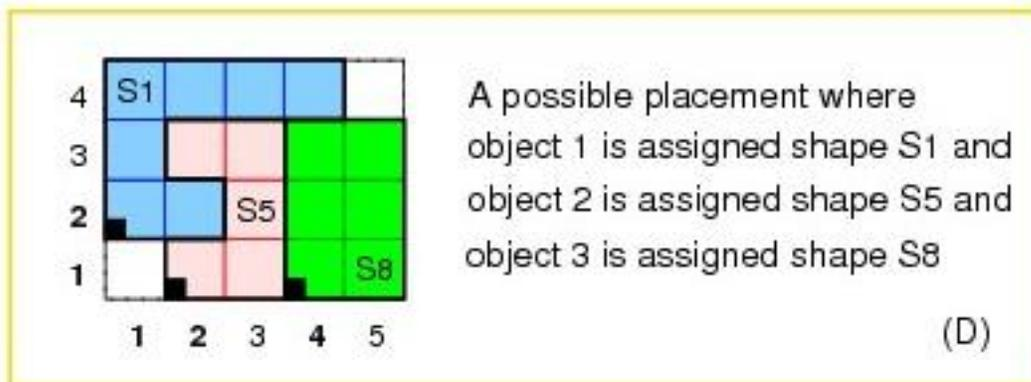 4 S1
A possible placement where
3
object 1 is assigned shape S1 and
2 S5
object 2 is assigned shape S5 and
1 S8
object 3 is assigned shape S8
1 2 3 4 5
(D)